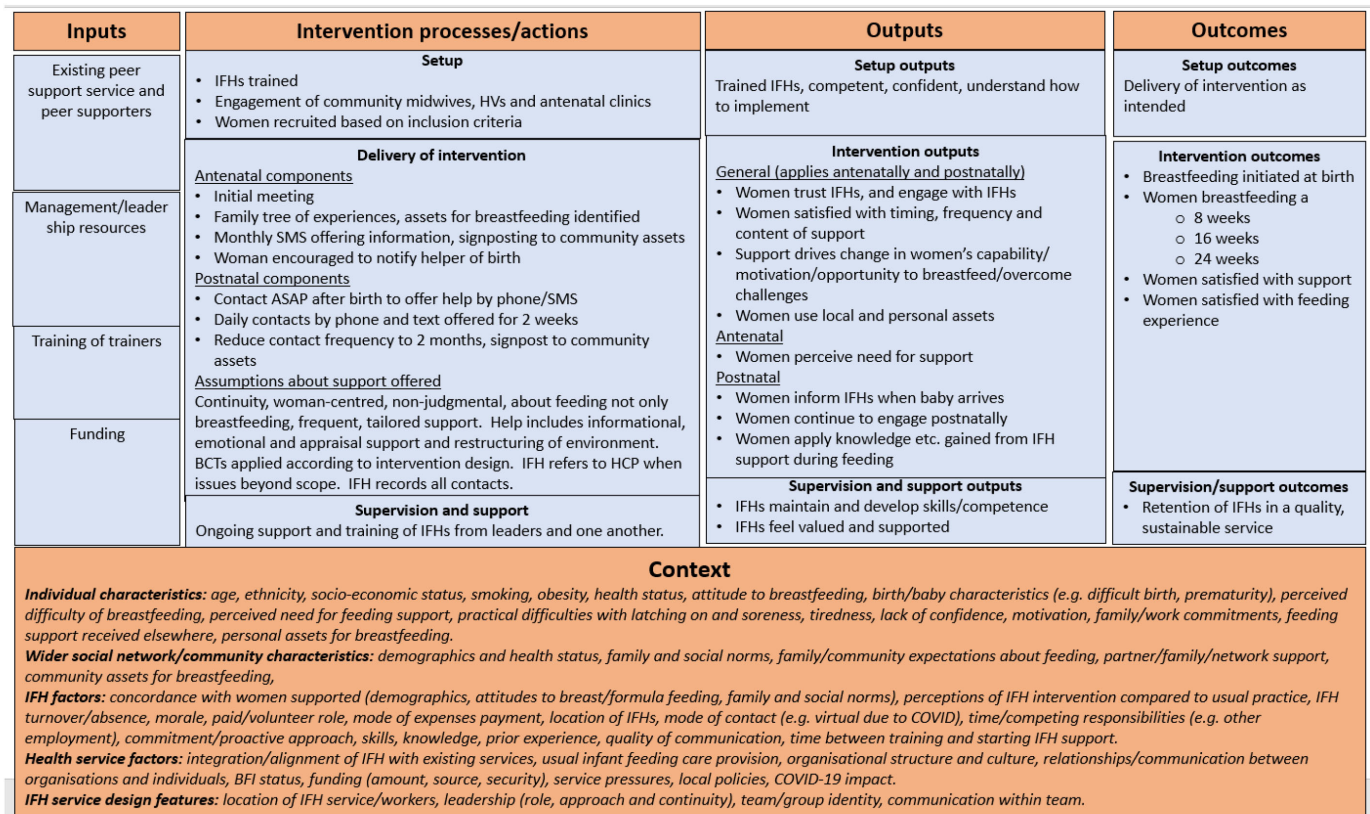 Inputs
Existing peer
support service and
peer supporters
Management/leader
ship resources
Training of trainers
Funding
Intervention processes/actions
Setup
• IFHs trained
• Engagement of community midwives, HVs and antenatal clinics
• Women recruited based on inclusion criteria
Delivery of intervention
Antenatal components
• Initial meeting
• Family tree of experiences, assets for breastfeeding identified
• Monthly SMS offering information, signposting to community assets
• Woman encouraged to notify helper of birth
Postnatal components
• Contact ASAP after birth to offer help by phone/SMS
• Daily contacts by phone and text offered for 2 weeks
• Reduce contact frequency to 2 months, signpost to community
assets
Assumptions about support offered
Continuity, woman-centred, non-judgmental, about feeding not only
breastfeeding, frequent, tailored support. Help includes informational,
emotional and appraisal support and restructuring of environment.
BCTs applied according to intervention design. IFH refers to HCP when
issues beyond scope. IFH records all contacts.
Supervision and support
Ongoing support and training of IFHs from leaders and one another.
Outputs
Setup outputs
Trained IFHs, competent, confident, understand how
to implement
Intervention outputs
General (applies antenatally and postnatally)
• Women trust IFHs, and engage with IFHs
• Women satisfied with timing, frequency and
content of support
• Support drives change in women's capability/
motivation/opportunity to breastfeed/overcome
challenges
• Women use local and personal assets
Antenatal
• Women perceive need for support
Postnatal
• Women inform IFHs when baby arrives
• Women continue to engage postnatally
• Women apply knowledge etc. gained from IFH
support during feeding
Supervision and support outputs
• IFHs maintain and develop skills/competence
• IFHs feel valued and supported
Outcomes
Setup outcomes
Delivery of intervention as
intended
Intervention outcomes
• Breastfeeding initiated at birth
• Women breastfeeding a
o 8 weeks
o 16 weeks
o 24 weeks
• Women satisfied with support
• Women satisfied with feeding
experience
Supervision/support outcomes
• Retention of IFHs in a quality,
sustainable service
Context
Individual characteristics: age, ethnicity, socio-economic status, smoking, obesity, health status, attitude to breastfeeding, birth/baby characteristics (e.g. difficult birth, prematurity), perceived
difficulty of breastfeeding, perceived need for feeding support, practical difficulties with latching on and soreness, tiredness, lack of confidence, motivation, family/work commitments, feeding
support received elsewhere, personal assets for breastfeeding.
Wider social network/community characteristics: demographics and health status, family and social norms, family/community expectations about feeding, partner/family/network support,
community assets for breastfeeding,
IFH factors: concordance with women supported (demographics, attitudes to breast/formula feeding, family and social norms), perceptions of IFH intervention compared to usual practice, IFH
turnover/absence, morale, paid/volunteer role, mode of expenses payment, location of IFHs, mode of contact (e.g. virtual due to COVID), time/competing responsibilities (e.g. other
employment), commitment/proactive approach, skills, knowledge, prior experience, quality of communication, time between training and starting IFH support.
Health service factors: integration/alignment of IFH with existing services, usual infant feeding care provision, organisational structure and culture, relationships/communication between
organisations and individuals, BFI status, funding (amount, source, security), service pressures, local policies, COVID-19 impact.
IFH service design features: location of IFH service/workers, leadership (role, approach and continuity), team/group identity, communication within team.